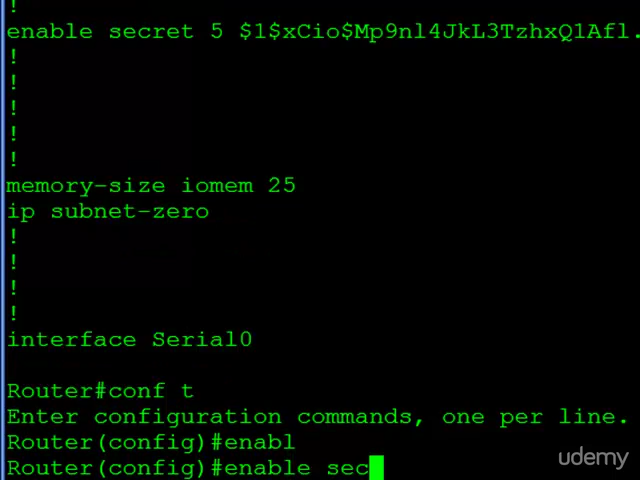 !
enable secret 5 $1$xCio$Mp9nl4JkL3TzhxQ1Afl.
!
!
!
!
!
memory-size iomem 25
ip subnet-zero
!
!
!
!
interface Serial0
Router#conf t
Enter configuration commands, one per line.
Router(config)#enabl
Router(config)#enable sec
udemy